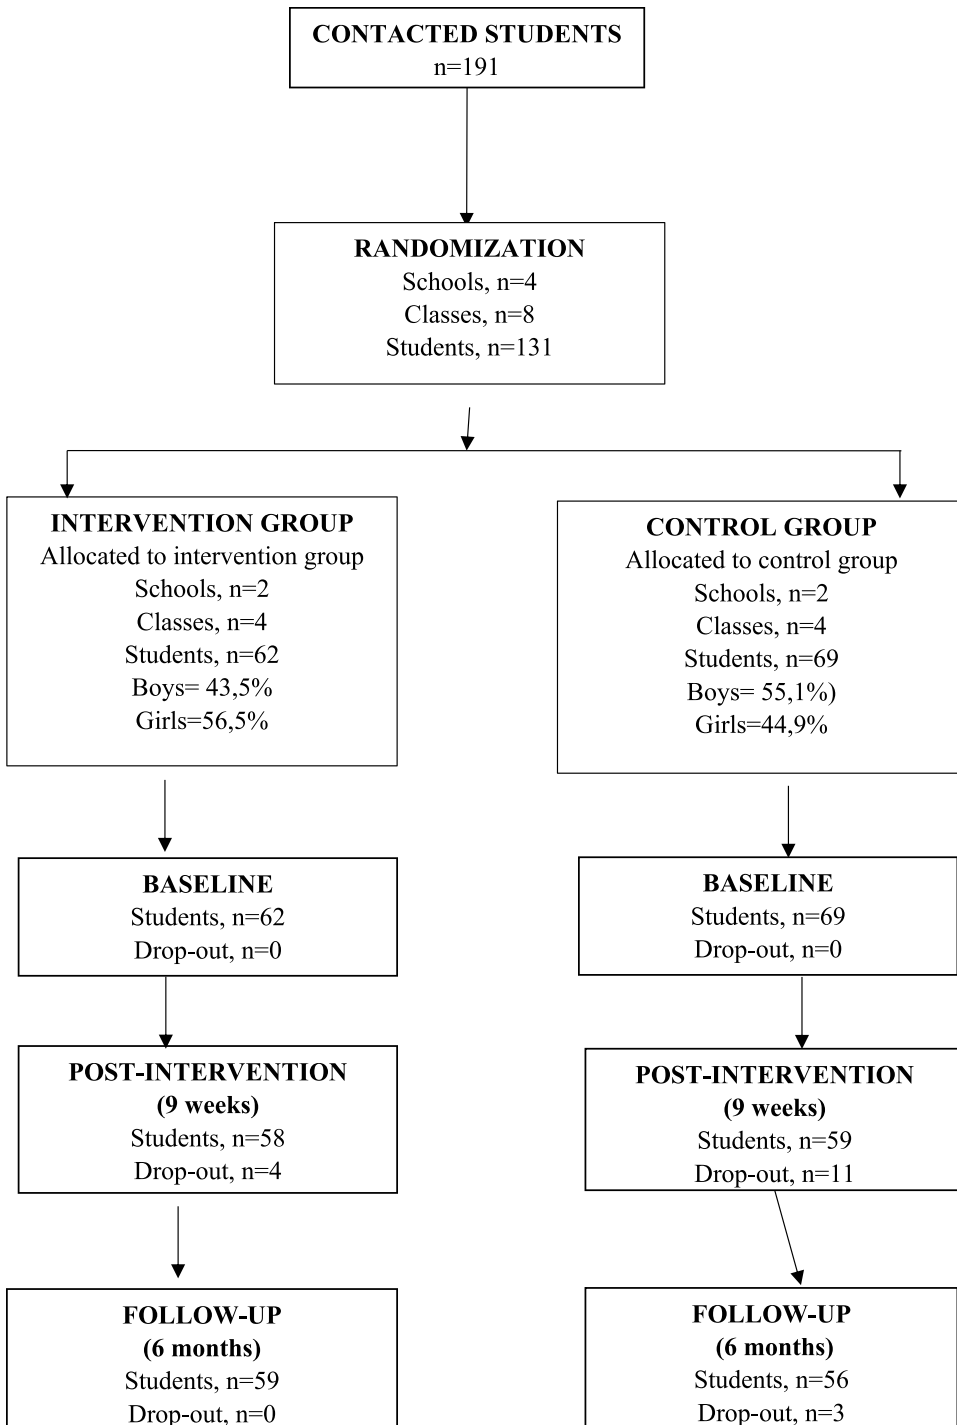 CONTACTED STUDENTS
n=191
RANDOMIZATION
Schools, n=4
Classes, n=8
Students, n=131
INTERVENTION GROUP
Allocated to intervention group
Schools, n=2
Classes, n=4
Students, n=62
Boys= 43,5%
Girls=56,5%
CONTROL GROUP
Allocated to control group
Schools, n=2
Classes, n=4
Students, n=69
Boys= 55,1%)
Girls=44,9%
BASELINE
Students, n=62
Drop-out, n=0
BASELINE
Students, n=69
Drop-out, n=0
POST-INTERVENTION
(9 weeks)
Students, n=58
Drop-out, n=4
POST-INTERVENTION
(9 weeks)
Students, n=59
Drop-out, n=11
FOLLOW-UP
(6 months)
Students, n=59
Drop-out, n=0
FOLLOW-UP
(6 months)
Students, n=56
Drop-out, n=3